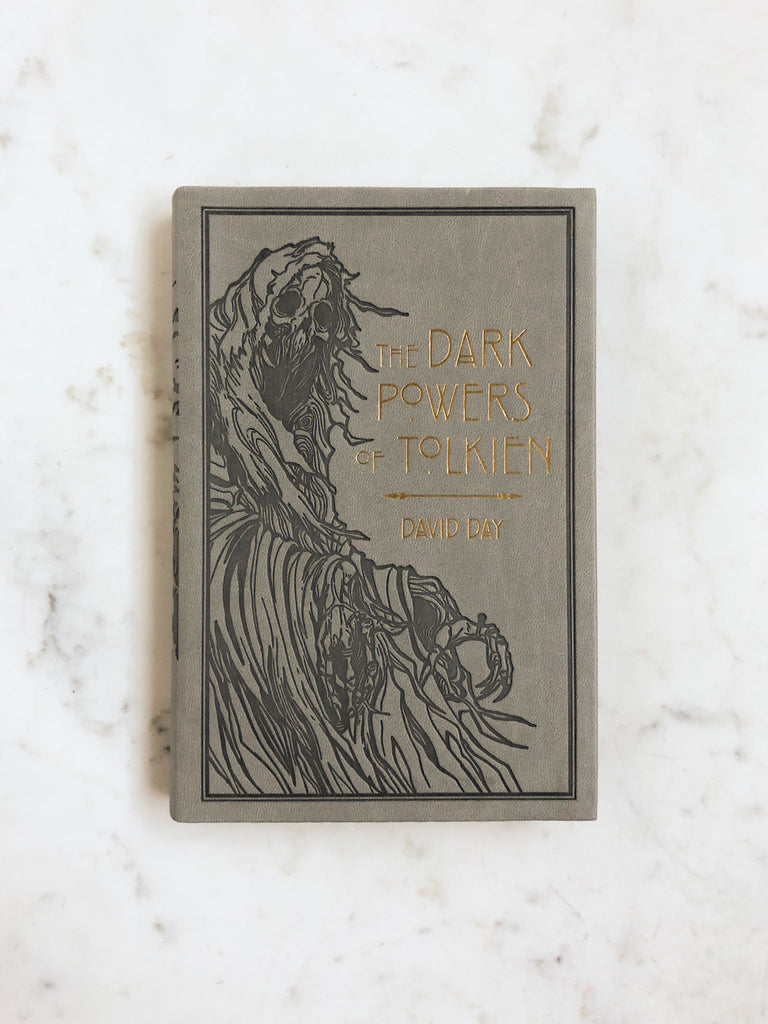 THE DARK
POWERS
OF TOLKIEN
DAVID DAY